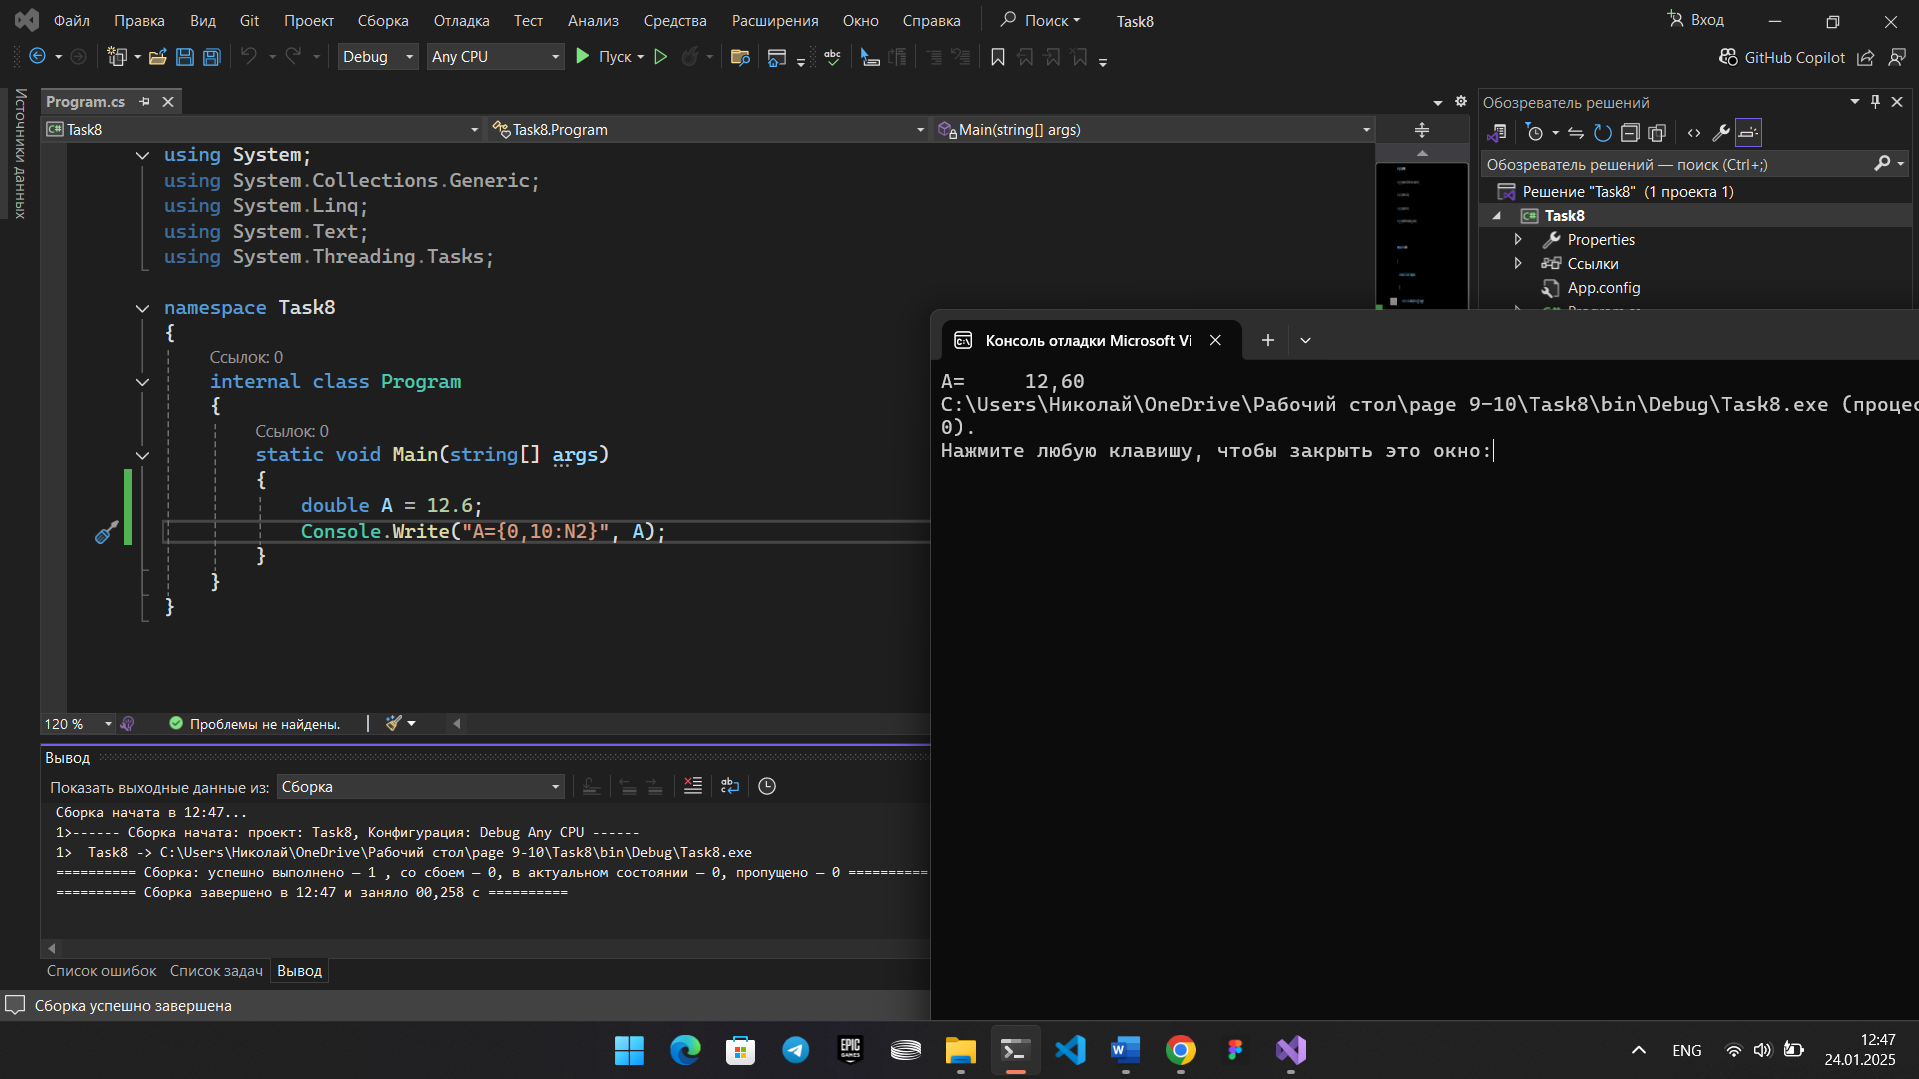 Файл Правка Вид Git Проект Сборка Отладка Тест Анализ Средства Расширения Окно Справка Поиск Task8 Вход
Debug Any CPU Пуск abc GitHub Copilot
Источники данных
Program.cs
Task8 Task8.Program Main(string[] args)
using System;
using System.Collections.Generic;
using System.Linq;
using System.Text;
using System.Threading.Tasks;
namespace Task8
{
Ссылок: 0
internal class Program
{
Ссылок: 0
static void Main(string[] args)
{
double A = 12.6;
Console.Write("A={0,10:N2}", A);
}
}
}
120 % Проблемы не найдены.
Обозреватель решений
Обозреватель решений — поиск (Ctrl+;)
Решение "Task8" (1 проекта 1)
Task8
Properties
Ссылки
App.config
Консоль отладки Microsoft Vi
A=     12,60
C:\Users\Николай\OneDrive\Рабочий стол\page 9-10\Task8\bin\Debug\Task8.exe (процес
0).
Нажмите любую клавишу, чтобы закрыть это окно:
Вывод
Показать выходные данные из: Сборка
Сборка начата в 12:47...
1>------ Сборка начата: проект: Task8, Конфигурация: Debug Any CPU ------
1>  Task8 -> C:\Users\Николай\OneDrive\Рабочий стол\page 9-10\Task8\bin\Debug\Task8.exe
========== Сборка: успешно выполнено — 1 , со сбоем — 0, в актуальном состоянии — 0, пропущено — 0 ==========
========== Сборка завершено в 12:47 и заняло 00,258 с ==========
Список ошибок Список задач Вывод
Сборка успешно завершена
EPIC GAMES
ENG
12:47
24.01.2025